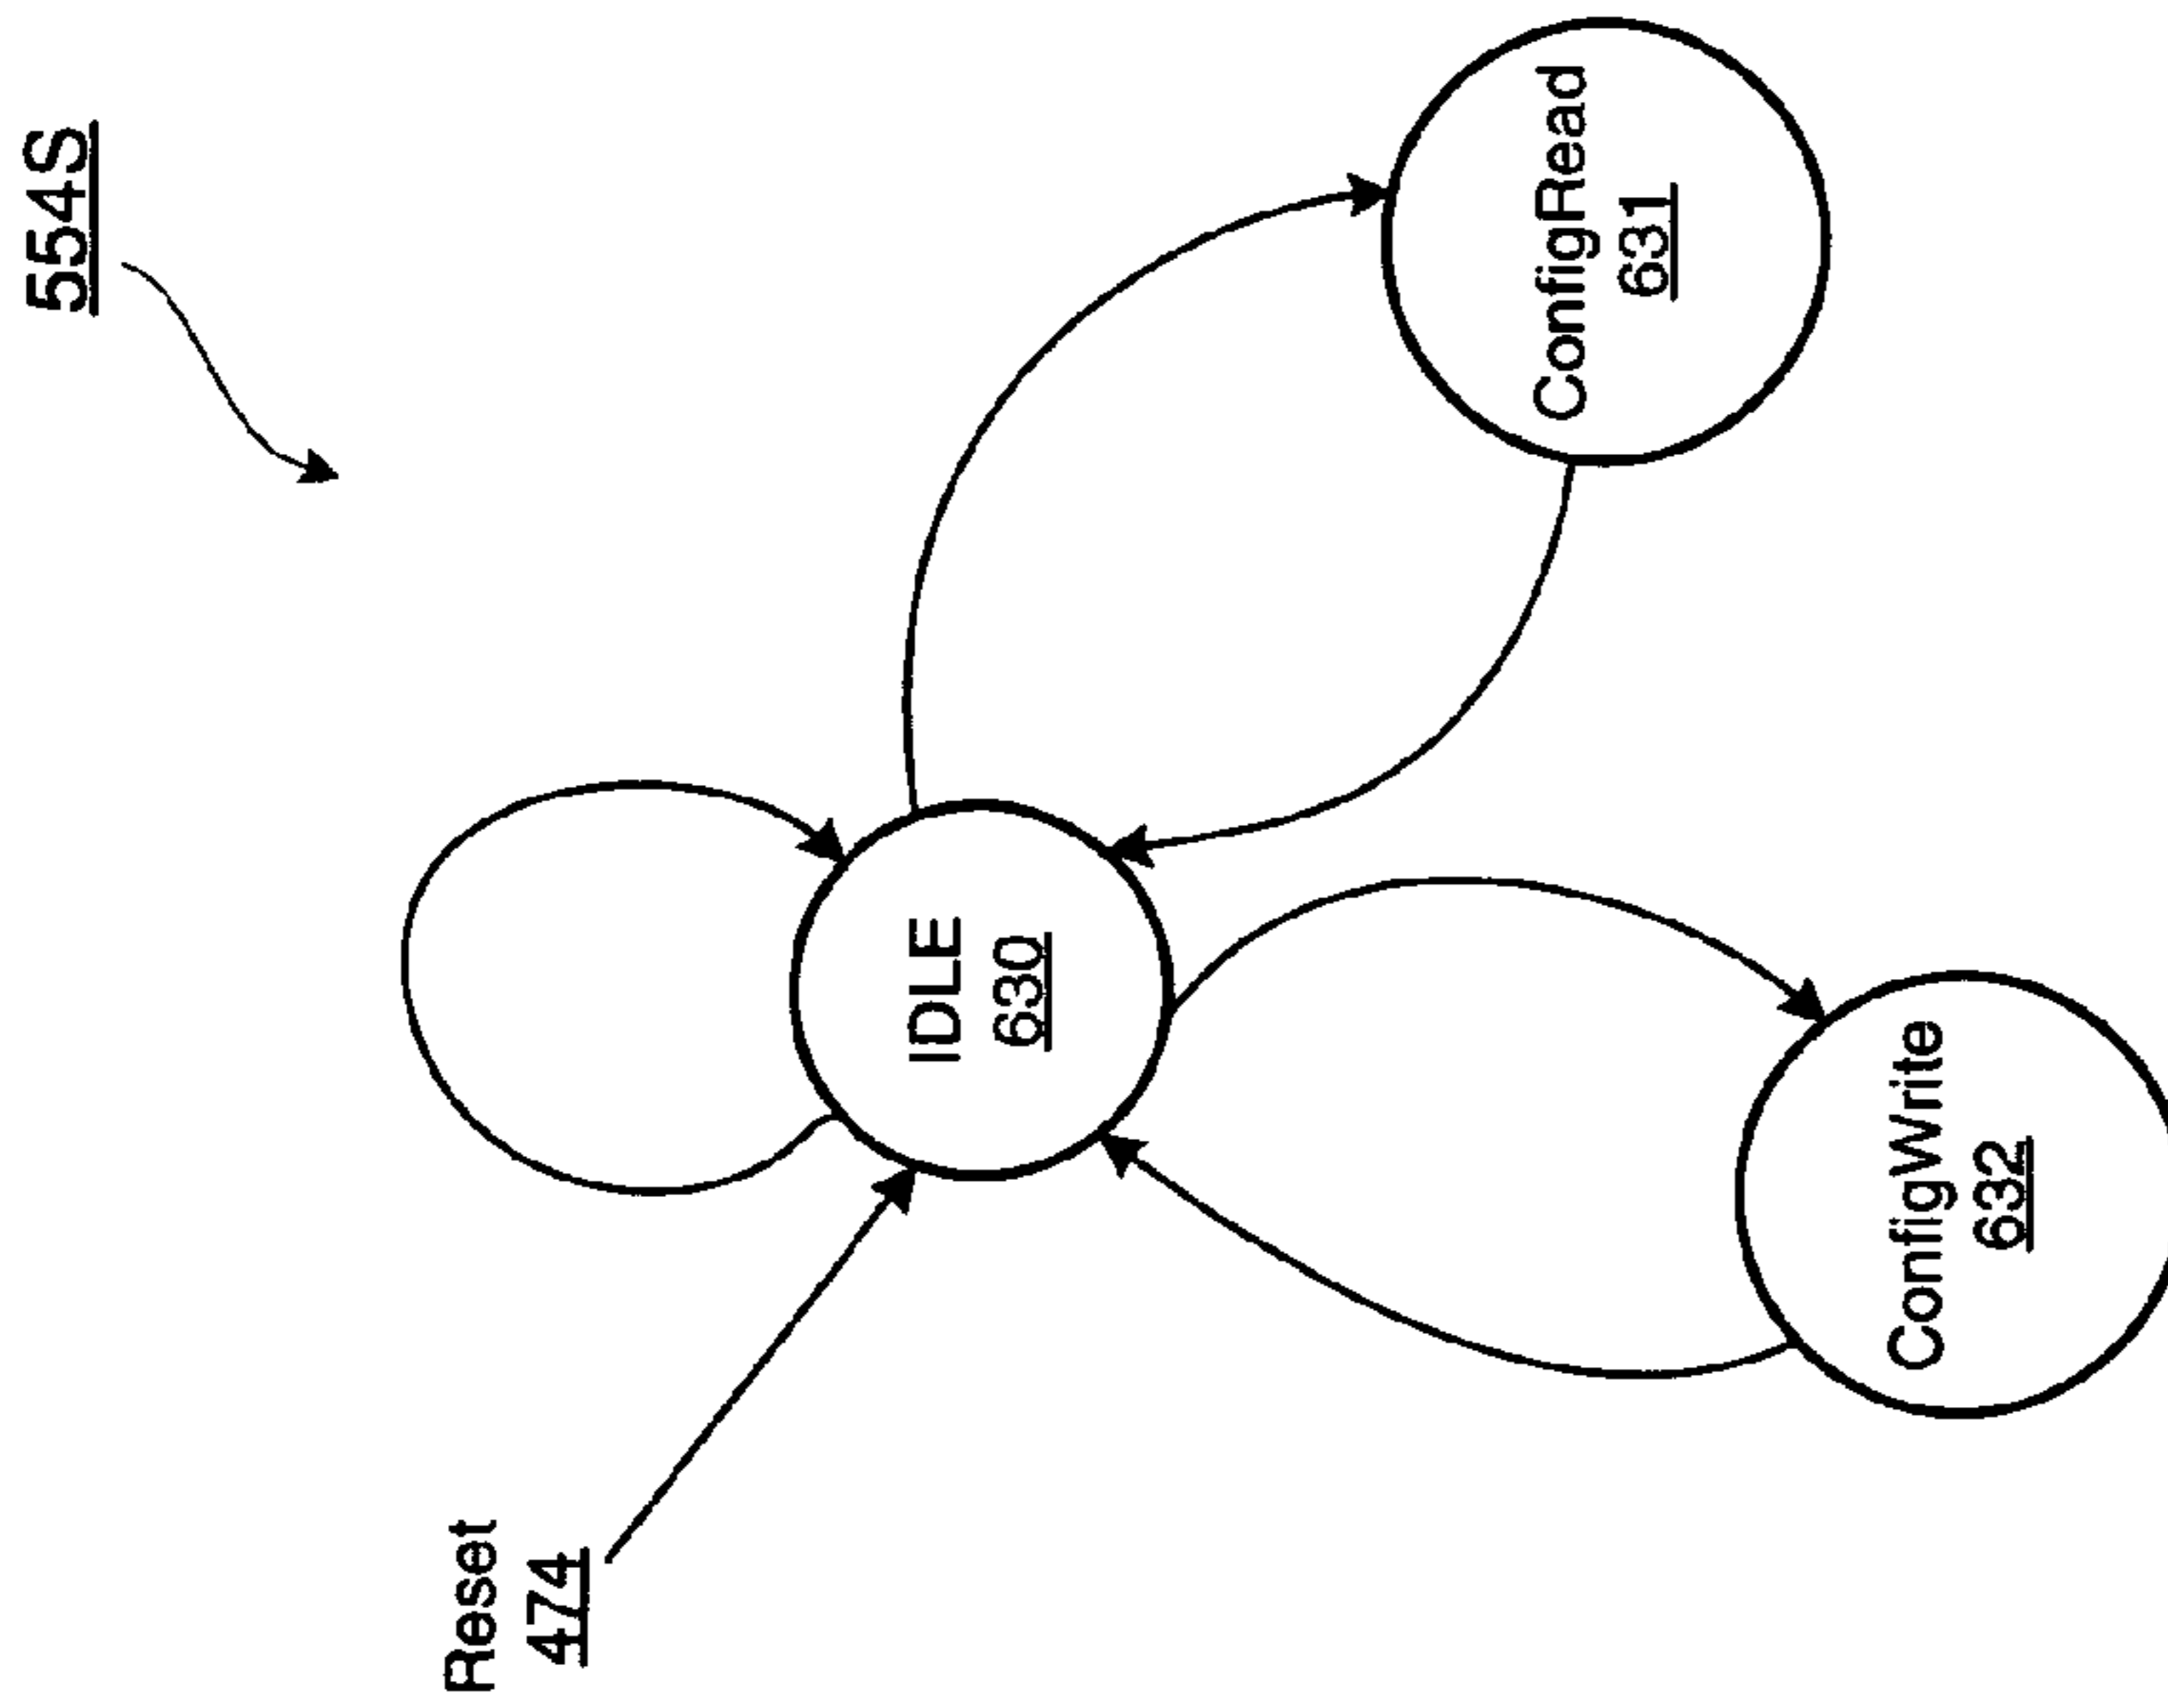 554S
Reset
474
IDLE
630
ConfigRead
631
ConfigWrite
632